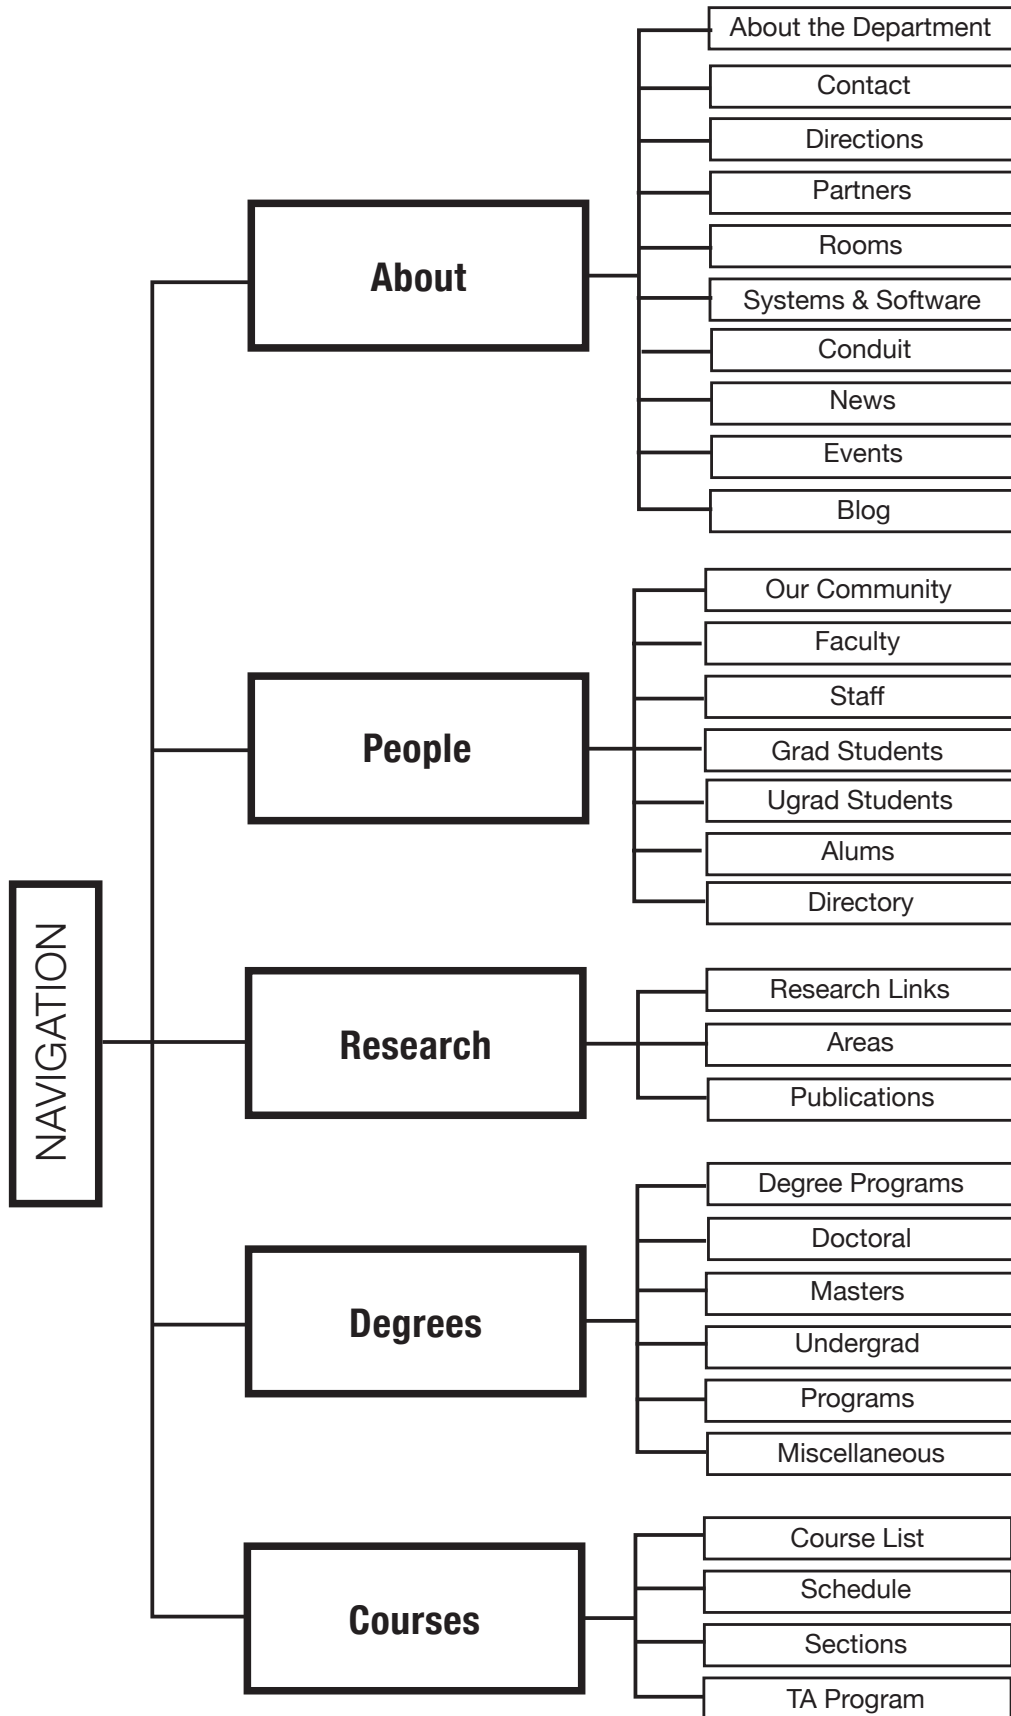 NAVIGATION
About
About the Department
Contact
Directions
Partners
Rooms
Systems & Software
Conduit
News
Events
Blog
People
Our Community
Faculty
Staff
Grad Students
Ugrad Students
Alums
Directory
Research
Research Links
Areas
Publications
Degrees
Degree Programs
Doctoral
Masters
Undergrad
Programs
Miscellaneous
Courses
Course List
Schedule
Sections
TA Program